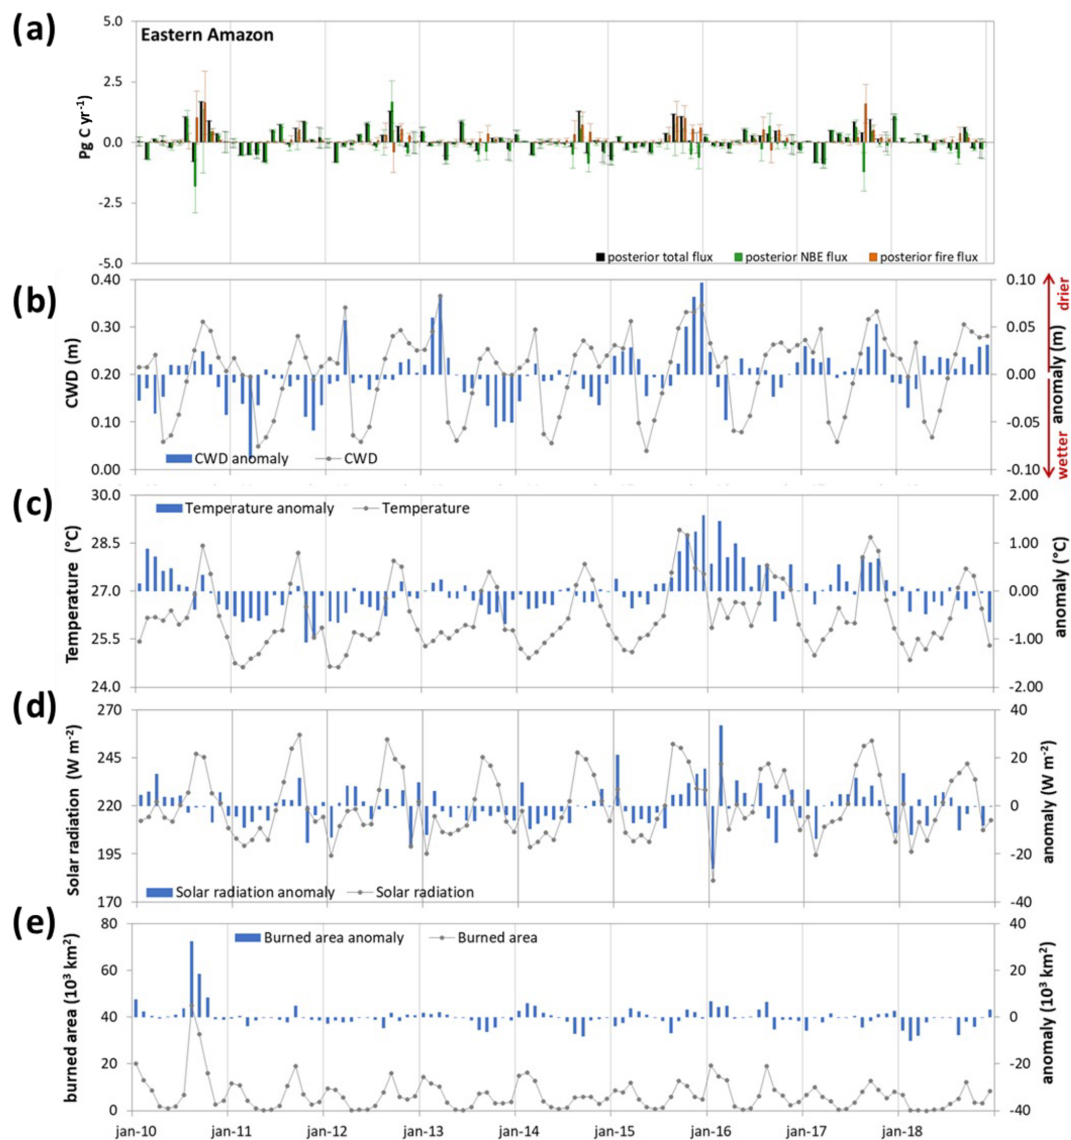 (a)
Eastern Amazon
Pg C yr-1)
5.0
2.5
0.0
-2.5
-5.0
posterior total flux
posterior NBE flux
posterior fire flux
(b)
CWD (m)
0.40
0.30
0.20
0.10
0.00
0.10
0.05
0.00
-0.05
-0.10
anomaly (m)
drier
wetter
CWD anomaly
CWD
(c)
Temperature (°C)
30.0
28.5
27.0
25.5
24.0
2.00
1.00
0.00
-1.00
-2.00
anomaly (°C)
Temperature anomaly
Temperature
(d)
Solar radiation (W m-2)
270
245
220
195
170
40
20
0
-20
-40
anomaly (W m-2)
Solar radiation anomaly
Solar radiation
(e)
burned area (10³ km²)
80
60
40
20
0
40
20
0
-20
-40
anomaly (10³ km²)
Burned area anomaly
Burned area
jan-10
jan-11
jan-12
jan-13
jan-14
jan-15
jan-16
jan-17
jan-18